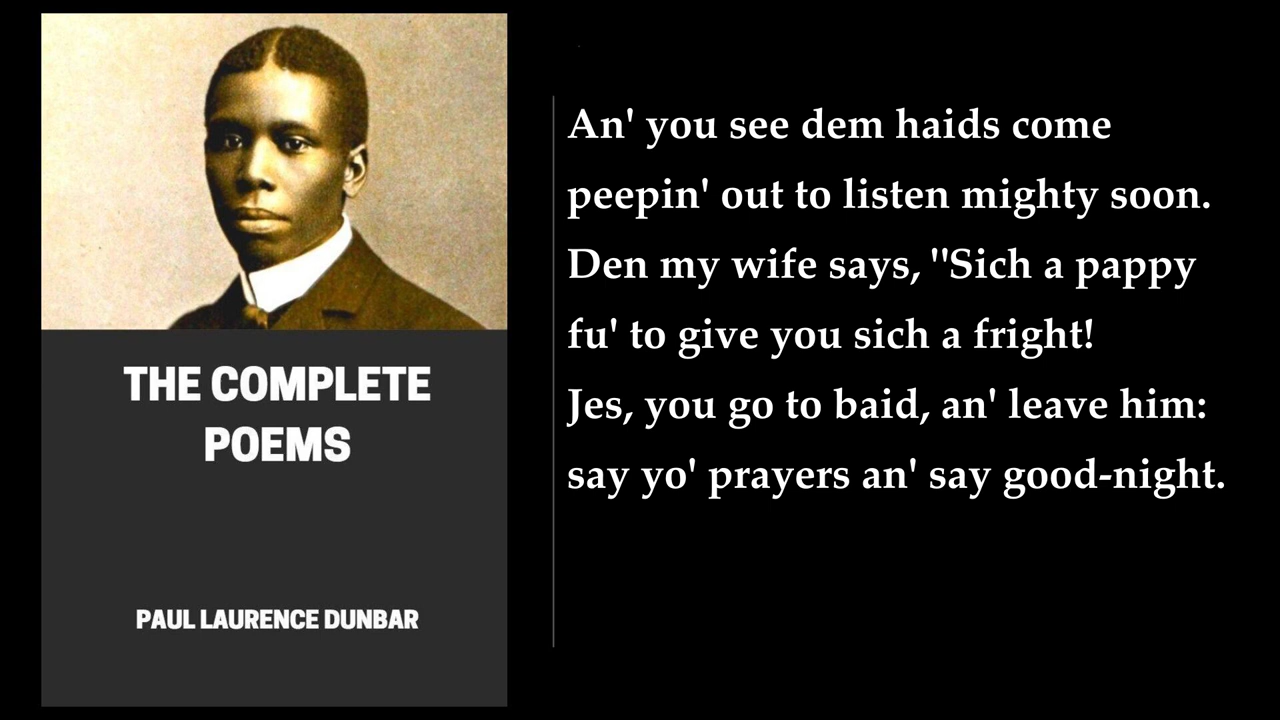 THE COMPLETE
POEMS
PAUL LAURENCE DUNBAR
An' you see dem haids come
peepin' out to listen mighty soon.
Den my wife says, "Sich a pappy
fu' to give you sich a fright!
Jes, you go to baid, an' leave him:
say yo' prayers an' say good-night.